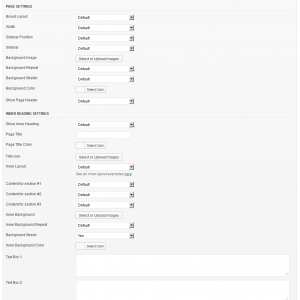 PAGE SETTINGS
Boxed Layout Default
Width Default
Sidebar Position Default
Sidebar Default
Background Image Select or Upload Images
Background Repeat Default
Background Stretch Default
Background Color Select Color
Show Page Header Default
INNER HEADING SETTINGS
Show Inner Heading Default
Page Title
Page Title Color Select Color
Title Icon Select or Upload Images
Inner Layout Default
See all inner layout examples here
Content for section #1 Default
Content for section #2 Default
Content for section #3 Default
Inner Background Select or Upload Images
Inner Background Repeat Default
Background Stretch Yes
Inner Background Color Select Color
Text Box 1
Text Box 2